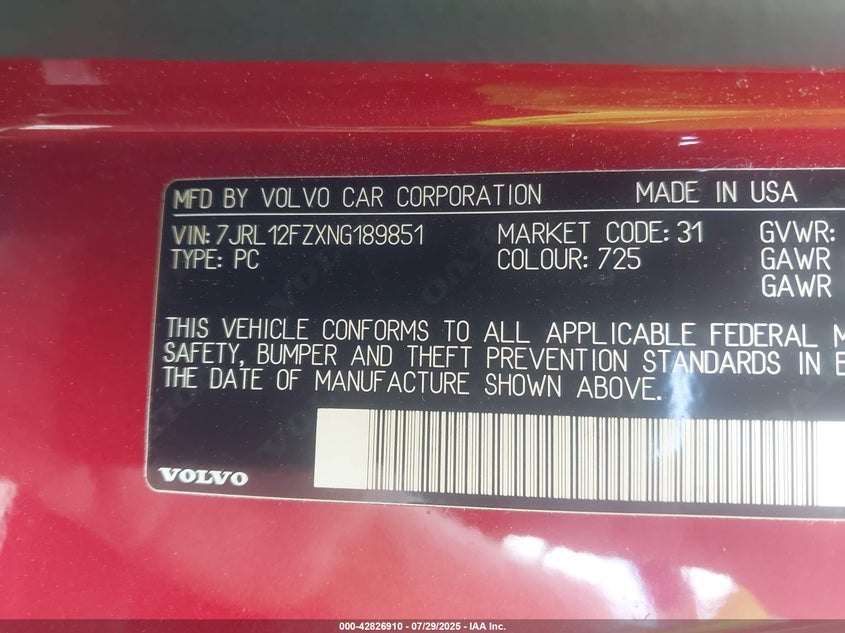 MFD BY VOLVO CAR CORPORATION MADE IN USA
VIN: 7JRL12FZXNG189851 MARKET CODE: 31 GVWR:
TYPE: PC COLOUR: 725 GAWR
GAWR
THIS VEHICLE CONFORMS TO ALL APPLICABLE FEDERAL M
SAFETY, BUMPER AND THEFT PREVENTION STANDARDS IN E
THE DATE OF MANUFACTURE SHOWN ABOVE.
VOLVO
000-42826910 - 07/29/2025 - IAA Inc.